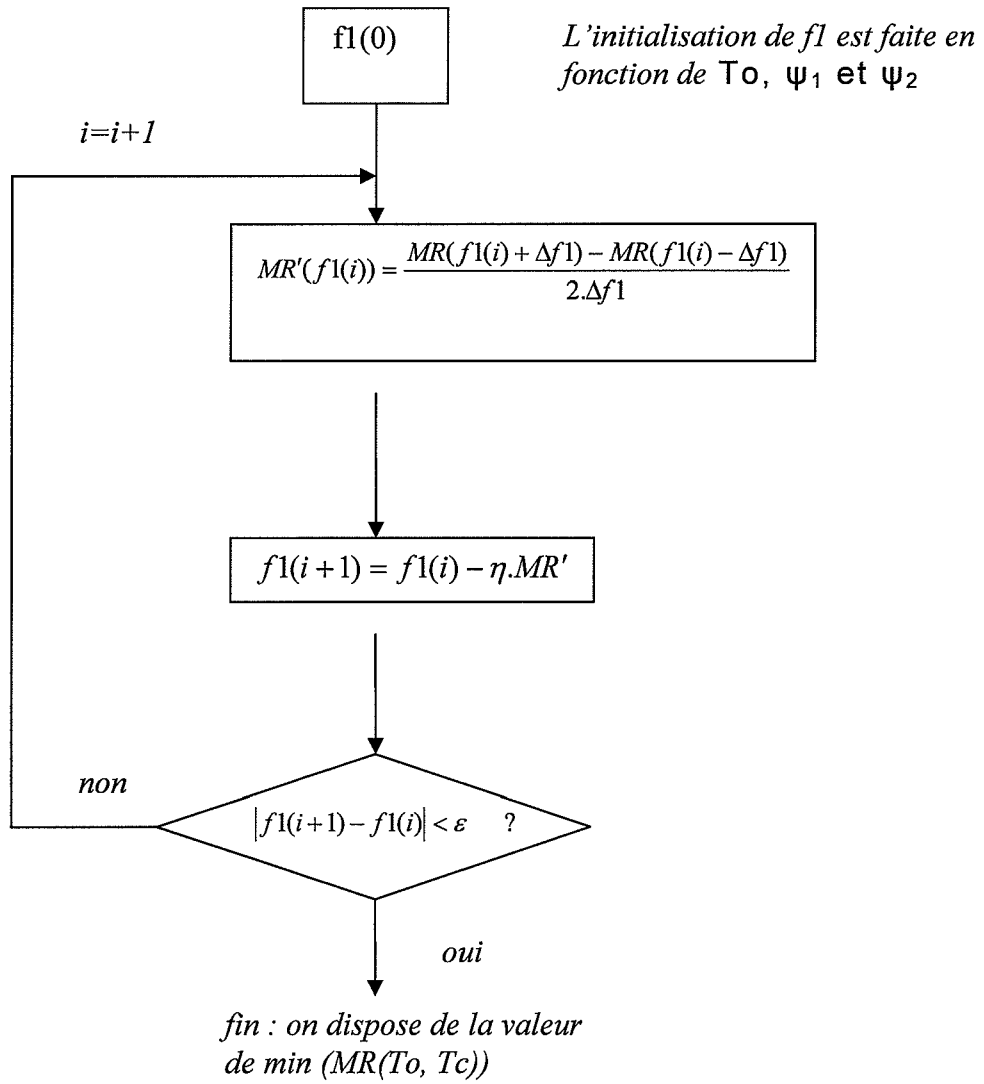 f1(0)
L'initialisation de f1 est faite en
fonction de To, ψ₁ et ψ₂
i=i+1
MR'(f1(i)) = \frac{MR(f1(i) + Δf1) − MR(f1(i) − Δf1)}{2.Δf1}
f1(i + 1) = f1(i) − η.MR'
non
|f1(i+1) − f1(i)| < ε ?
oui
fin : on dispose de la valeur
de min (MR(To, Tc))